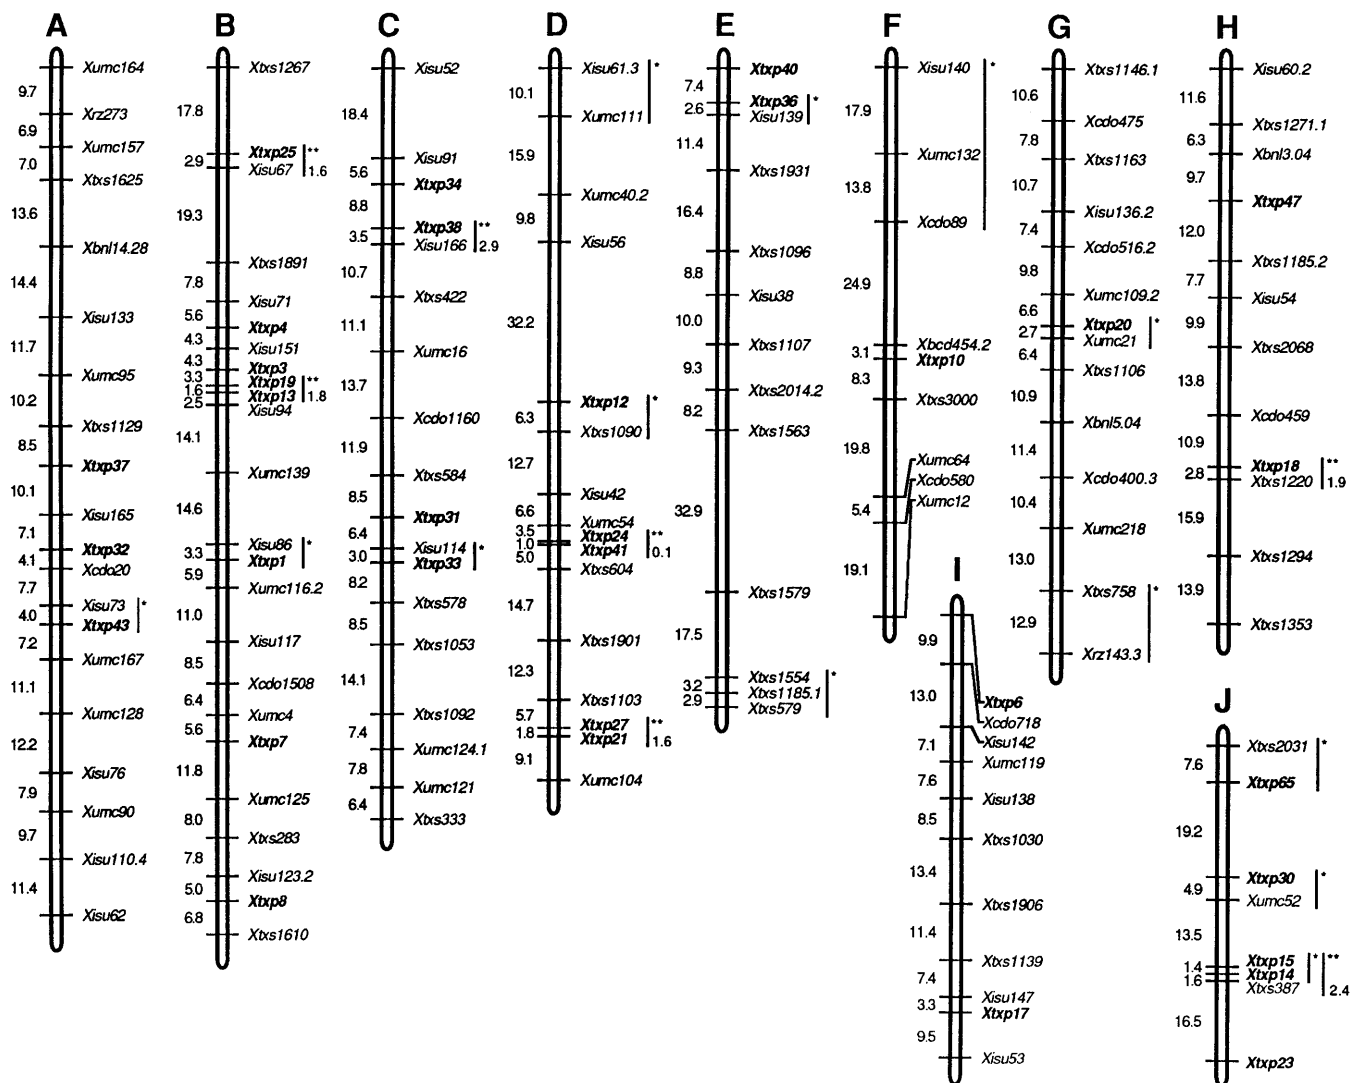 A
Xumc164
9.7
Xrz273
6.9
Xumc157
7.0
Xtxs1625
13.6
Xbnl14.28
14.4
Xisu133
11.7
Xumc95
10.2
Xtxs1129
8.5
Xtxp37
10.1
Xisu165
7.1
Xtxp32
4.1
Xcdo20
7.7
Xisu73 *
4.0
Xtxp43
7.2
Xumc167
11.1
Xumc128
12.2
Xisu76
7.9
Xumc90
9.7
Xisu110.4
11.4
Xisu62
B
Xtxs1267
17.8
Xtxp25 **
2.9
Xisu67 1.6
19.3
Xtxs1891
7.8
Xisu71
5.6
Xtxp4
4.3
Xisu151
4.3
Xtxp3
3.3
Xtxp19 **
1.6
Xtxp13 1.8
2.5
Xisu94
14.1
Xumc139
14.6
Xisu86 *
3.3
Xtxp1
5.9
Xumc116.2
11.0
Xisu117
8.5
Xcdo1508
6.4
Xumc4
5.6
Xtxp7
11.8
Xumc125
8.0
Xtxs283
7.8
Xisu123.2
5.0
Xtxp8
6.8
Xtxs1610
C
Xisu52
18.4
Xisu91
5.6
Xtxp34
8.8
Xtxp38 **
3.5
Xisu166 2.9
10.7
Xtxs422
11.1
Xumc16
13.7
Xcdo1160
11.9
Xtxs584
8.5
Xtxp31
6.4
Xisu114 *
3.0
Xtxp33
8.2
Xtxs578
8.5
Xtxs1053
14.1
Xtxs1092
7.4
Xumc124.1
7.8
Xumc121
6.4
Xtxs333
D
Xisu61.3 *
10.1
Xumc111
15.9
Xumc40.2
9.8
Xisu56
32.2
Xtxp12 *
6.3
Xtxs1090
12.7
Xisu42
6.6
Xumc54
3.5
Xtxp24 **
1.0
Xtxp41 0.1
5.0
Xtxs604
14.7
Xtxs1901
12.3
Xtxs1103
5.7
Xtxp27 **
1.8
Xtxp21 1.6
9.1
Xumc104
E
Xtxp40
7.4
Xtxp36 *
2.6
Xisu139
11.4
Xtxs1931
16.4
Xtxs1096
8.8
Xisu38
10.0
Xtxs1107
9.3
Xtxs2014.2
8.2
Xtxs1563
32.9
Xtxs1579
17.5
Xtxs1554 *
3.2
Xtxs1185.1
2.9
Xtxs579
F
Xisu140 *
17.9
Xumc132
13.8
Xcdo89
24.9
Xbcd454.2
3.1
Xtxp10
8.3
Xtxs3000
19.8
Xumc64
Xcdo580
5.4
Xumc12
19.1
G
Xtxs1146.1
10.6
Xcdo475
7.8
Xtxs1163
10.7
Xisu136.2
7.4
Xcdo516.2
9.8
Xumc109.2
6.6
Xtxp20 *
2.7
Xumc21
6.4
Xtxs1106
10.9
Xbnl5.04
11.4
Xcdo400.3
10.4
Xumc218
13.0
Xtxs758 *
12.9
Xrz143.3
H
Xisu60.2
11.6
Xtxs1271.1
6.3
Xbnl3.04
9.7
Xtxp47
12.0
Xtxs1185.2
7.7
Xisu54
9.9
Xtxs2068
13.8
Xcdo459
10.9
Xtxp18 **
2.8
Xtxs1220 1.9
15.9
Xtxs1294
13.9
Xtxs1353
I
9.9
13.0
Xtxp6
Xcdo718
Xisu142
7.1
Xumc119
7.6
Xisu138
8.5
Xtxs1030
13.4
Xtxs1906
11.4
Xtxs1139
7.4
Xisu147
3.3
Xtxp17
9.5
Xisu53
J
Xtxs2031 *
7.6
Xtxp65
19.2
Xtxp30 *
4.9
Xumc52
13.5
Xtxp15 * **
1.4
Xtxp14
1.6
Xtxs387 2.4
16.5
Xtxp23